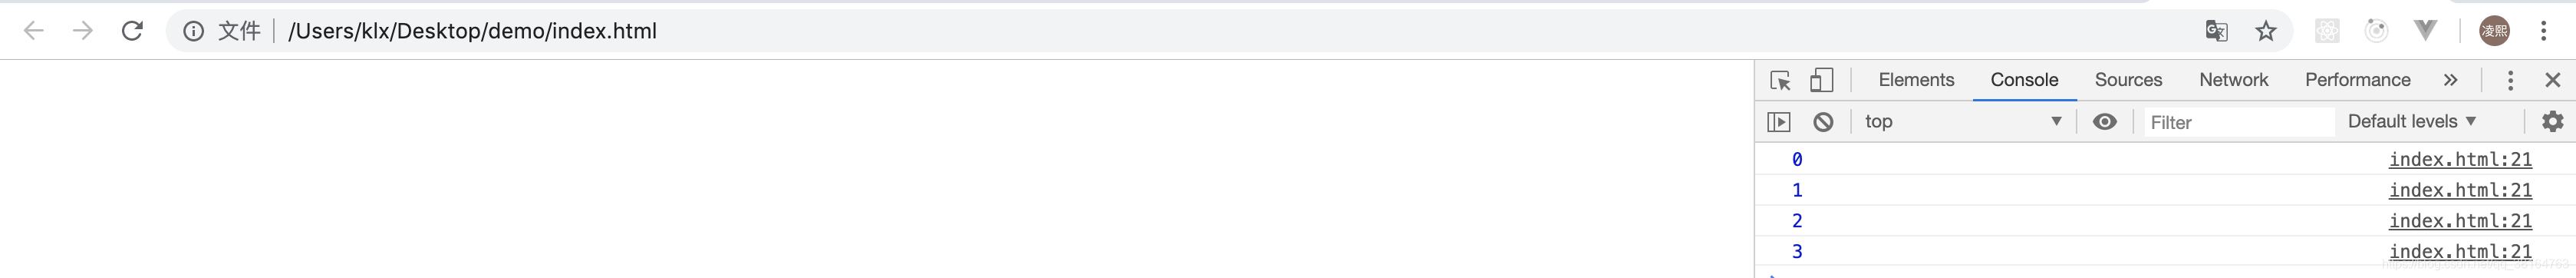 文件 /Users/klx/Desktop/demo/index.html 凌熙
Elements Console Sources Network Performance
top Filter Default levels
0 index.html:21
1 index.html:21
2 index.html:21
3 index.html:21